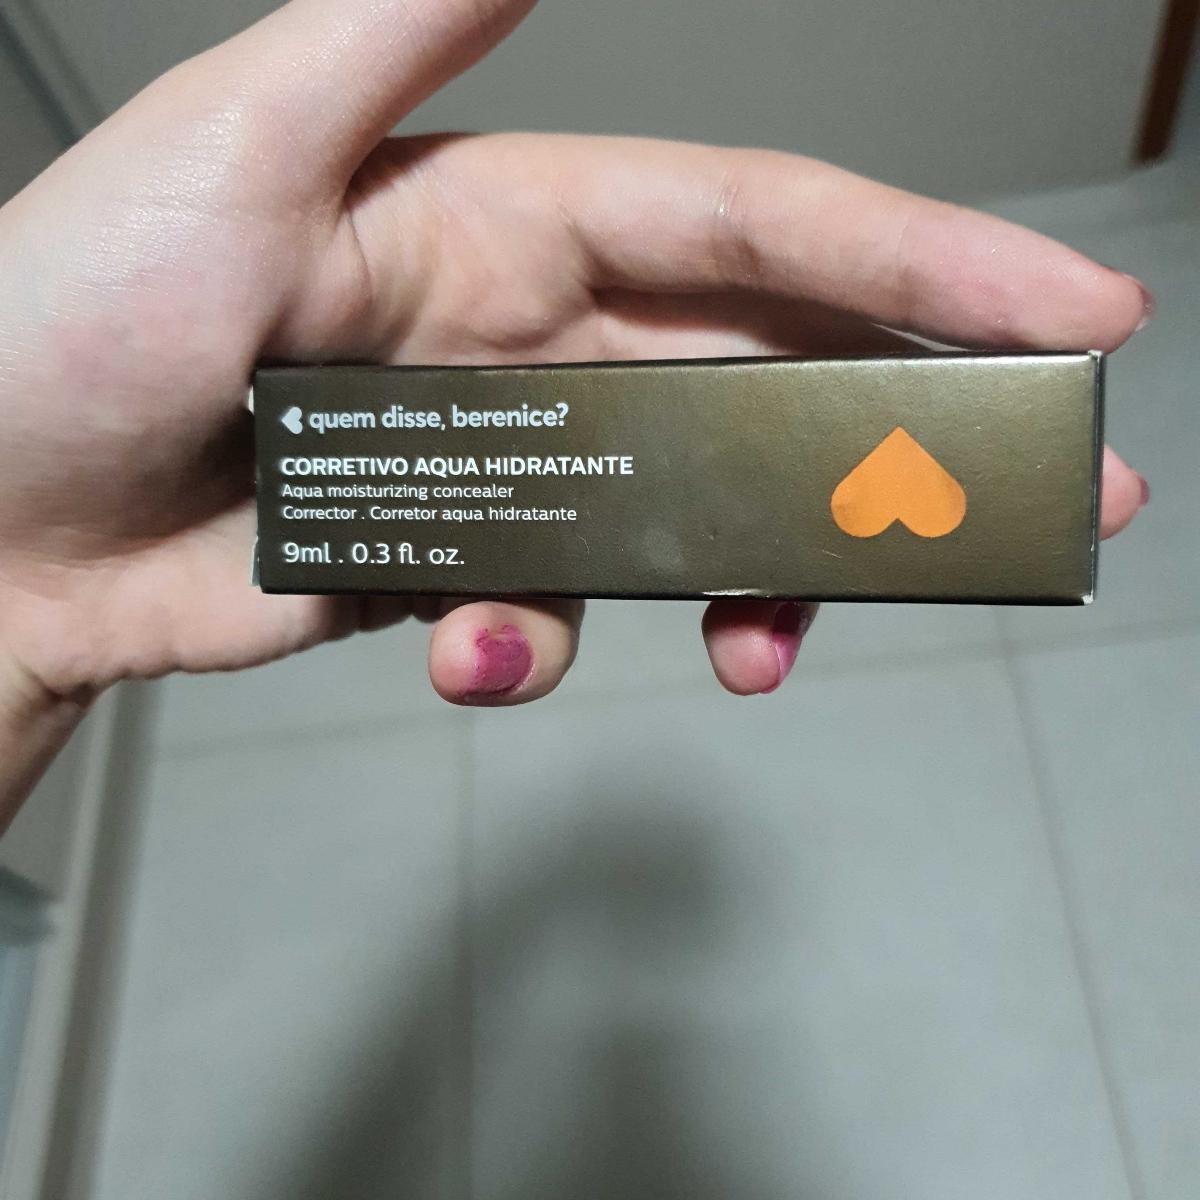 quem disse, berenice?
CORRETIVO AQUA HIDRATANTE
Aqua moisturizing concealer
Corrector . Corretor aqua hidratante
9ml . 0.3 fl. oz.